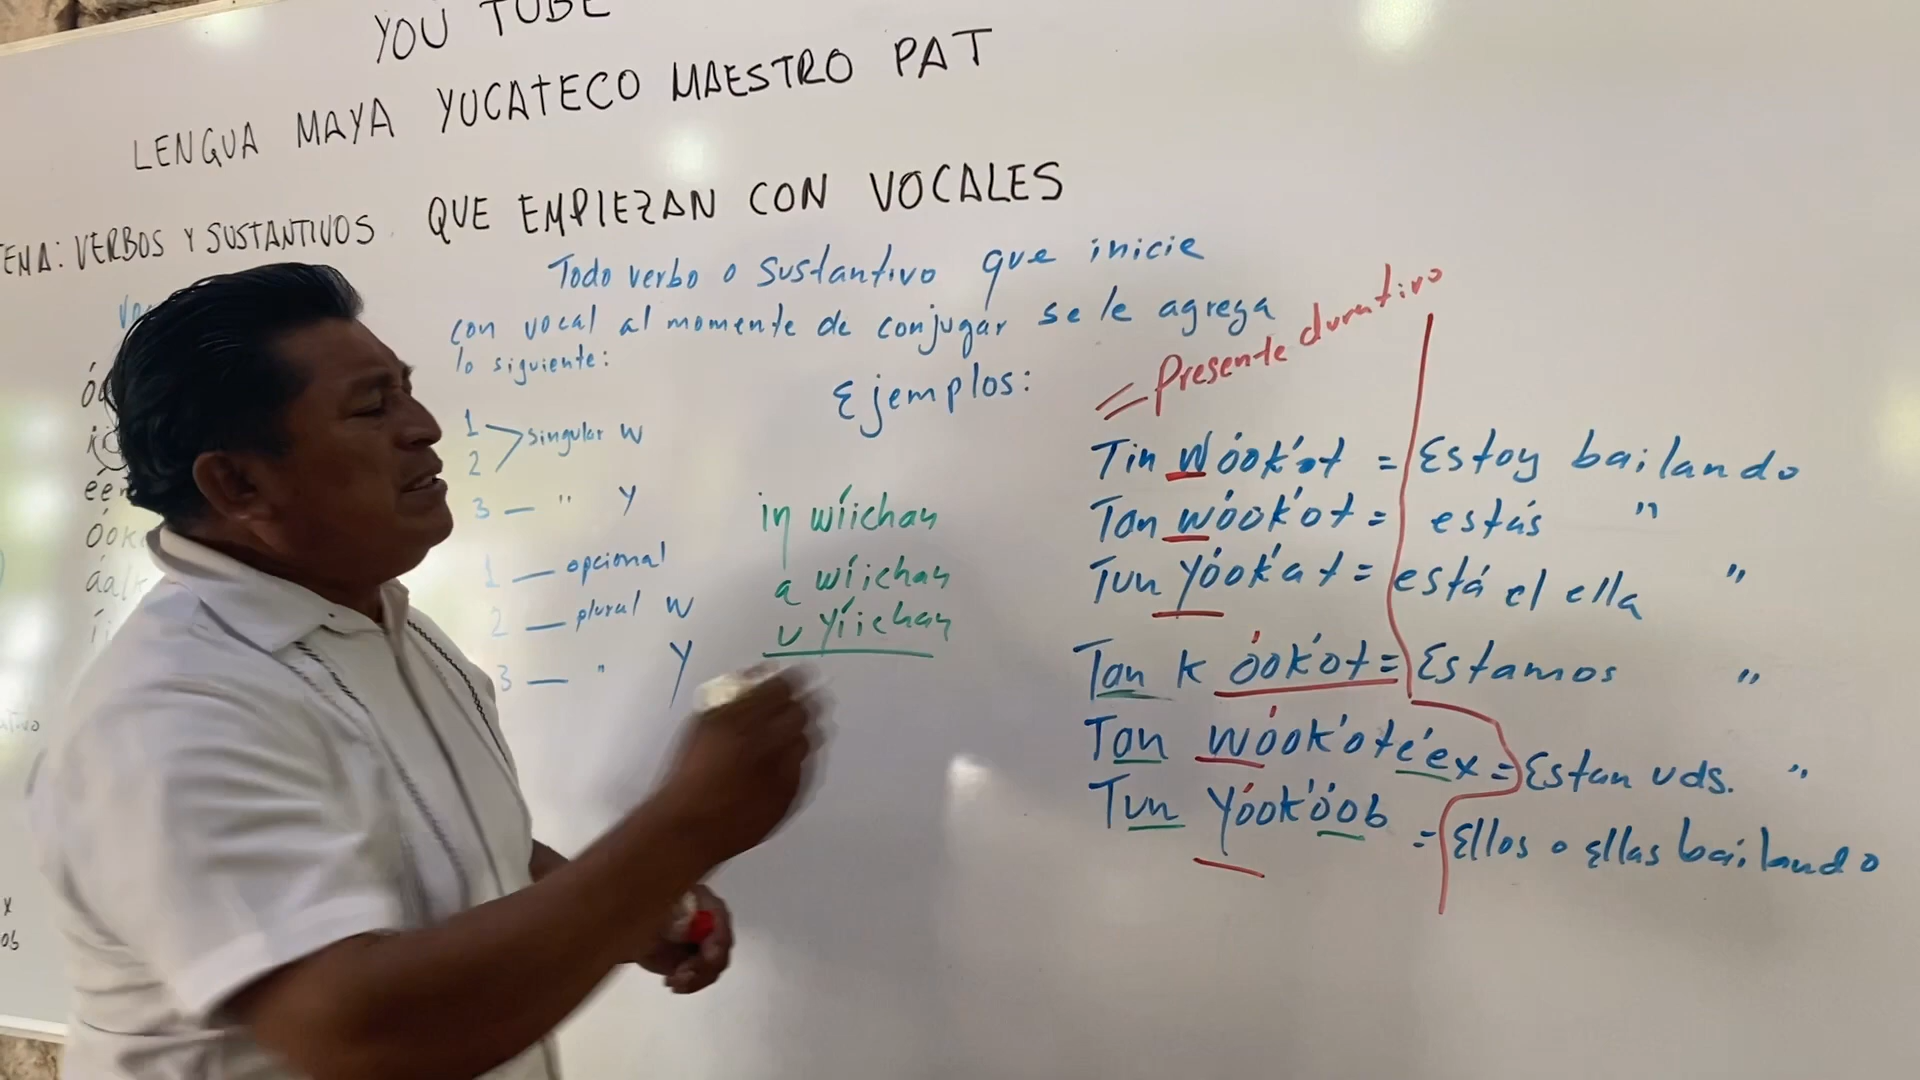 YOU TUBE
LENGUA MAYA YUCATECO MAESTRO PAT
TEMA: VERBOS Y SUSTANTIVOS QUE EMPIEZAN CON VOCALES
Todo verbo o sustantivo que inicie
con vocal al momente de conjugar se le agrega
lo siguiente:
1
2 singular w
3 — " Y
1 — opcional
2 — plural w
3 — " Y
in wíichan
a wíichan
u yíichan
Ejemplos:
= Presente durativo
Tin wóok'ot = Estoy bailando
Tan wóok'ot = estás "
Tun yóok'at = está el ella "
Tan k óok'ot = Estamos "
Tan wóok'oté'ex = Estan uds. "
Tun yóok'óob = Ellos o ellas bailando